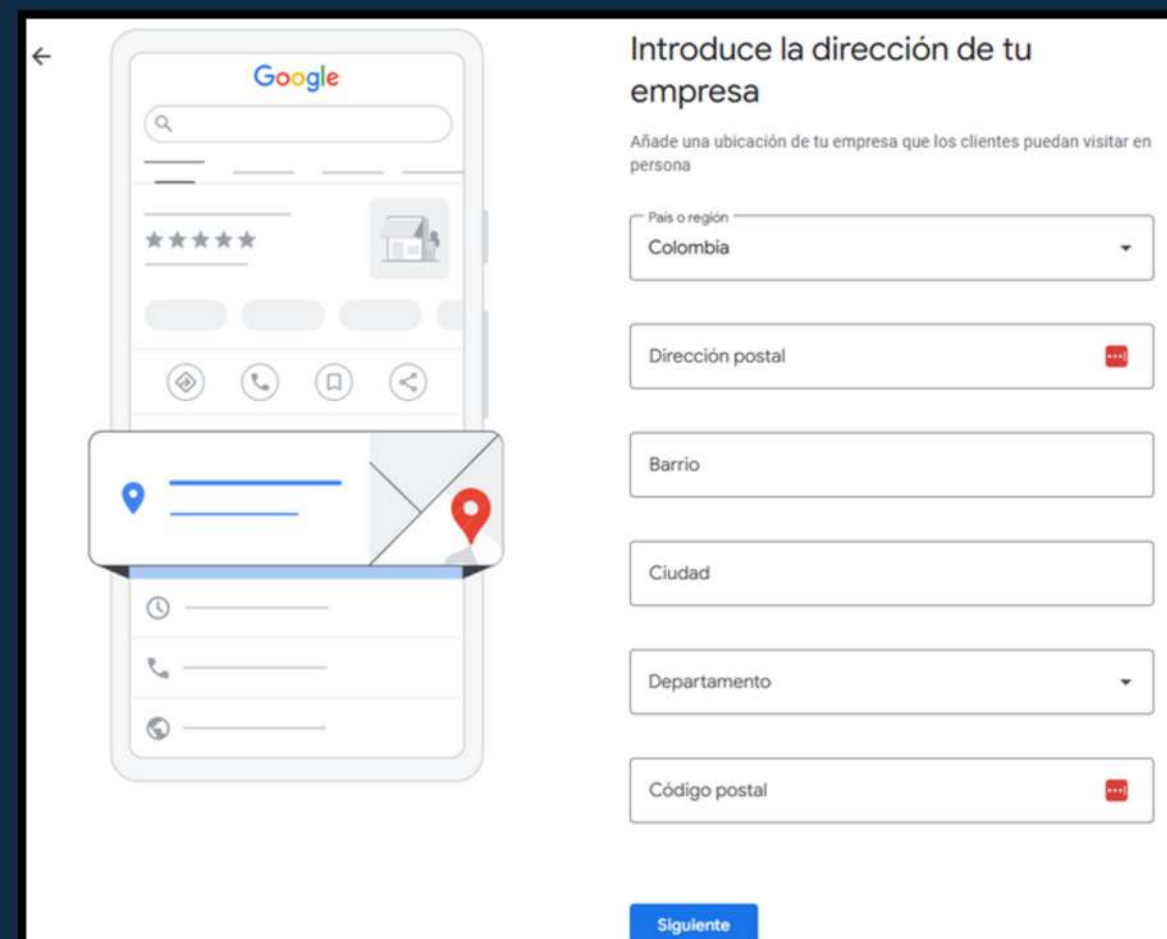 Google
Introduce la dirección de tu
empresa
Añade una ubicación de tu empresa que los clientes puedan visitar en
persona
País o región
Colombia
Dirección postal
Barrio
Ciudad
Departamento
Código postal
Siguiente